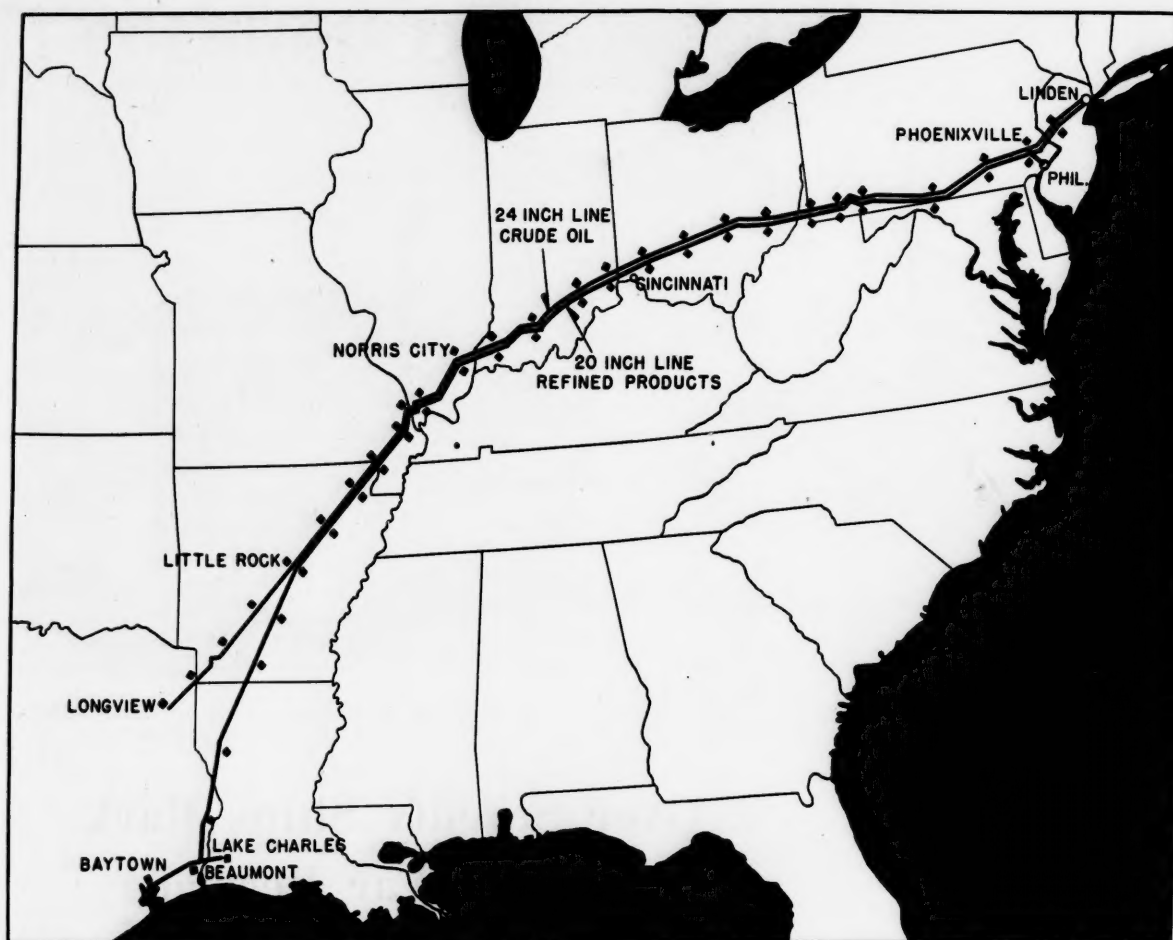 LINDEN
PHOENIXVILLE
PHIL.
24 INCH LINE
CRUDE OIL
CINCINNATI
NORRIS CITY
20 INCH LINE
REFINED PRODUCTS
LITTLE ROCK
LONGVIEW
LAKE CHARLES
BAYTOWN
BEAUMONT